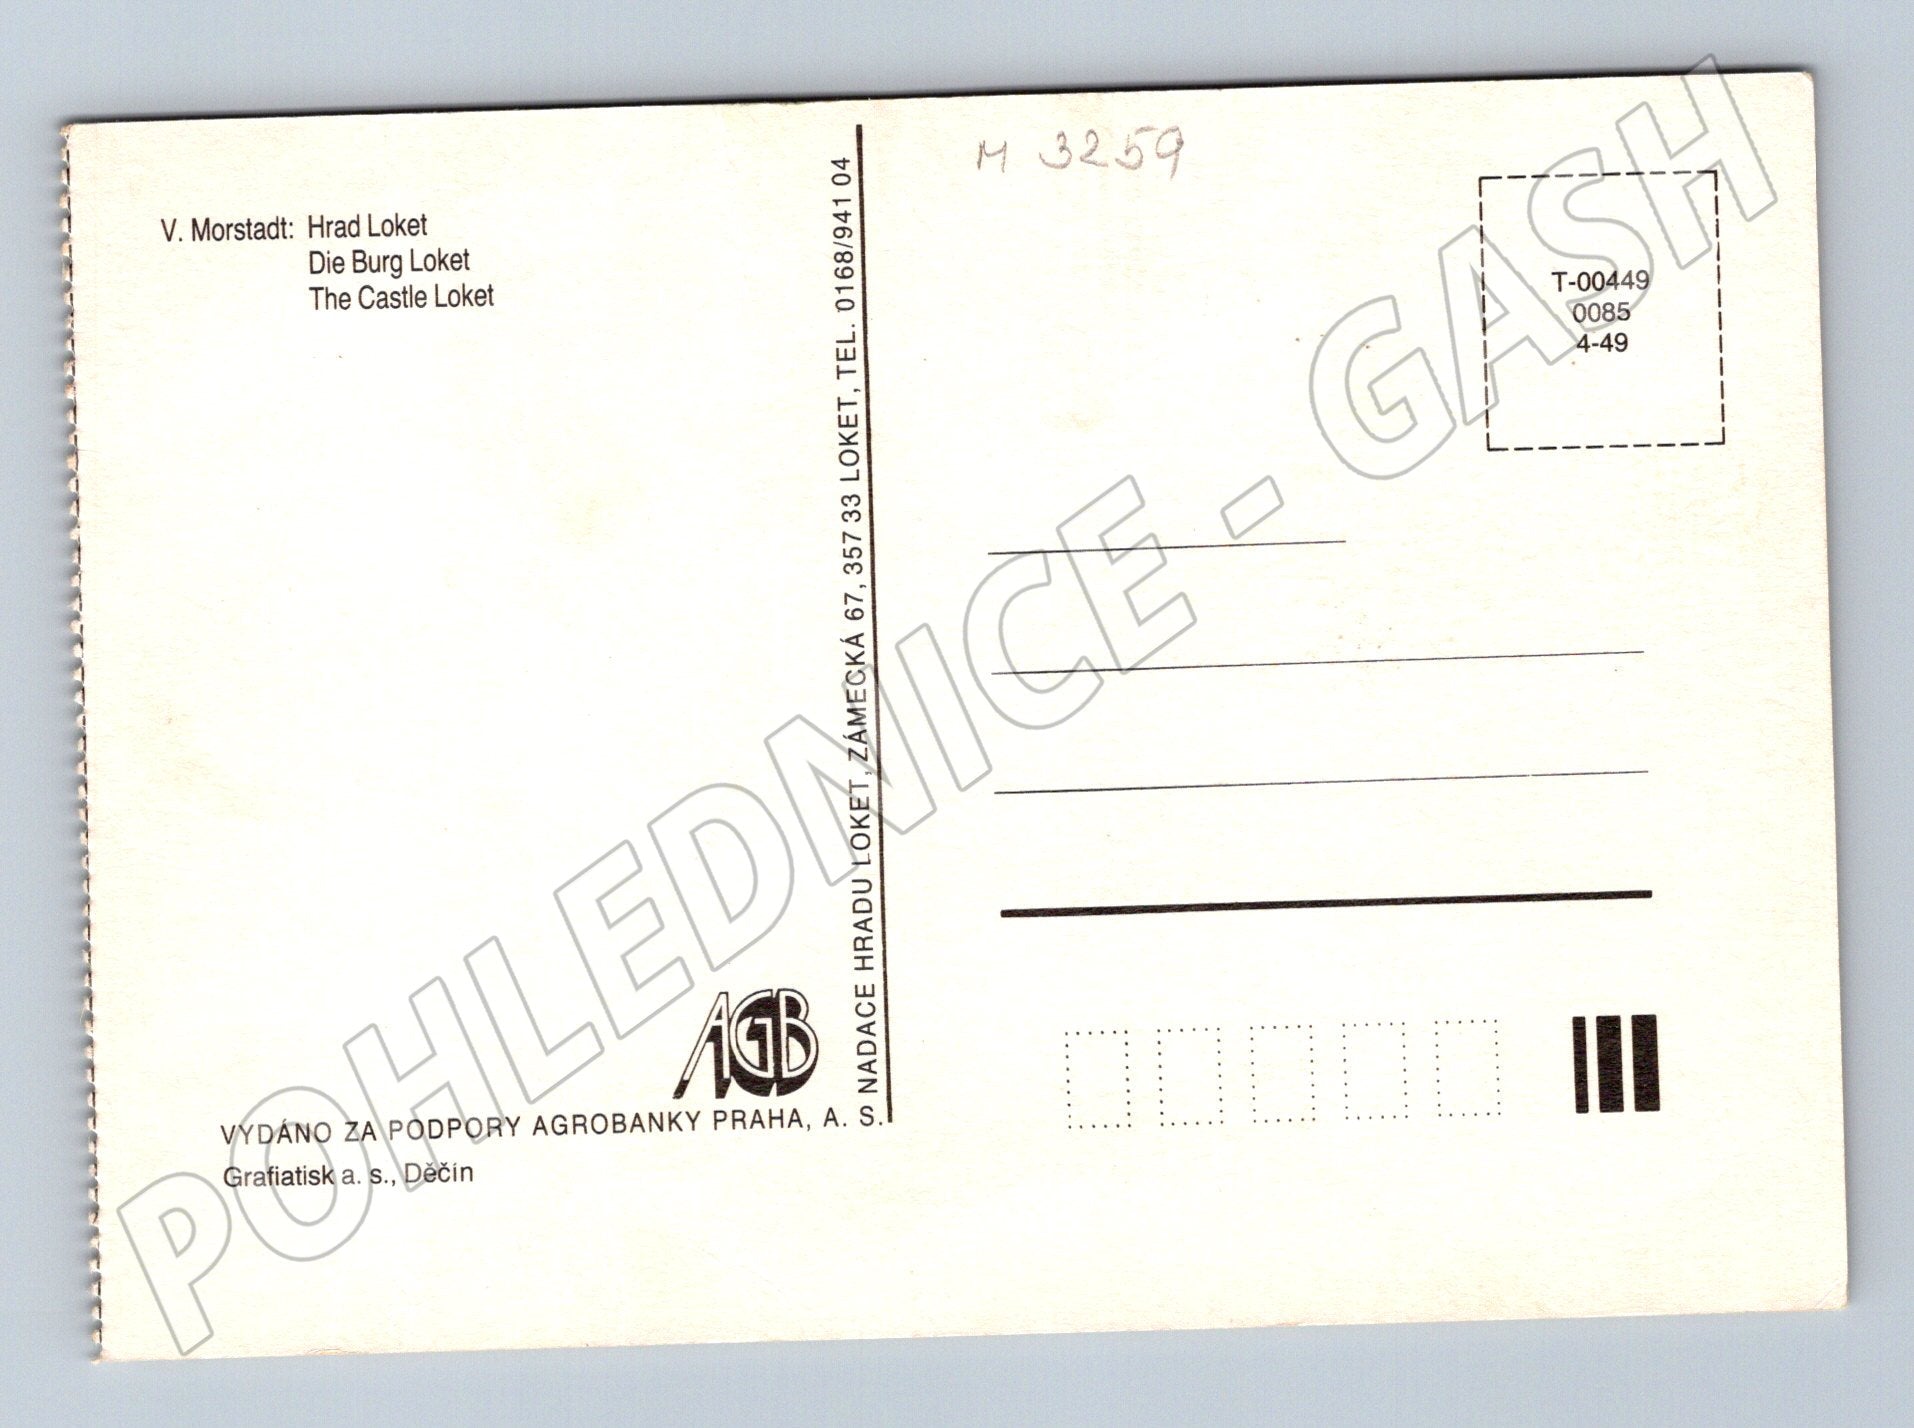 V. Morstadt: Hrad Loket
Die Burg Loket
The Castle Loket
AGB
VYDÁNO ZA PODPORY AGROBANKY PRAHA, A. S.
Grafiatisk a. s., Děčín
NADACE HRADU LOKET, ZÁMECKÁ 67, 357 33 LOKET, TEL. 0168/941 04
M 3259
T-00449
0085
4-49
POHLEDNICE - GASH